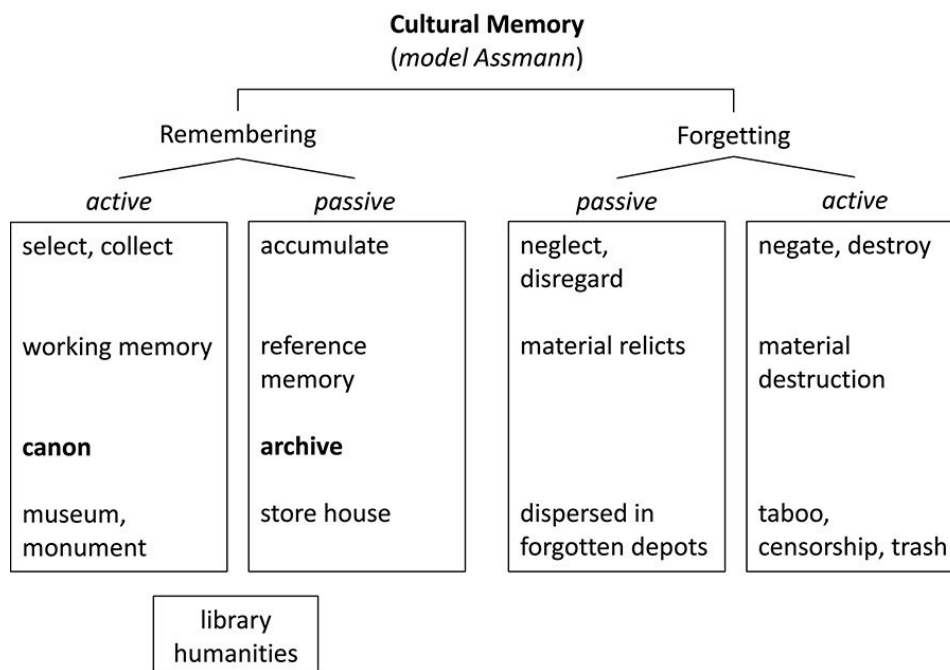 Cultural Memory
(model Assmann)
Remembering
Forgetting
active
passive
passive
active
select, collect
working memory
canon
museum,
monument
accumulate
reference
memory
archive
store house
neglect,
disregard
material relicts
dispersed in
forgotten depots
negate, destroy
material
destruction
taboo,
censorship, trash
library
humanities